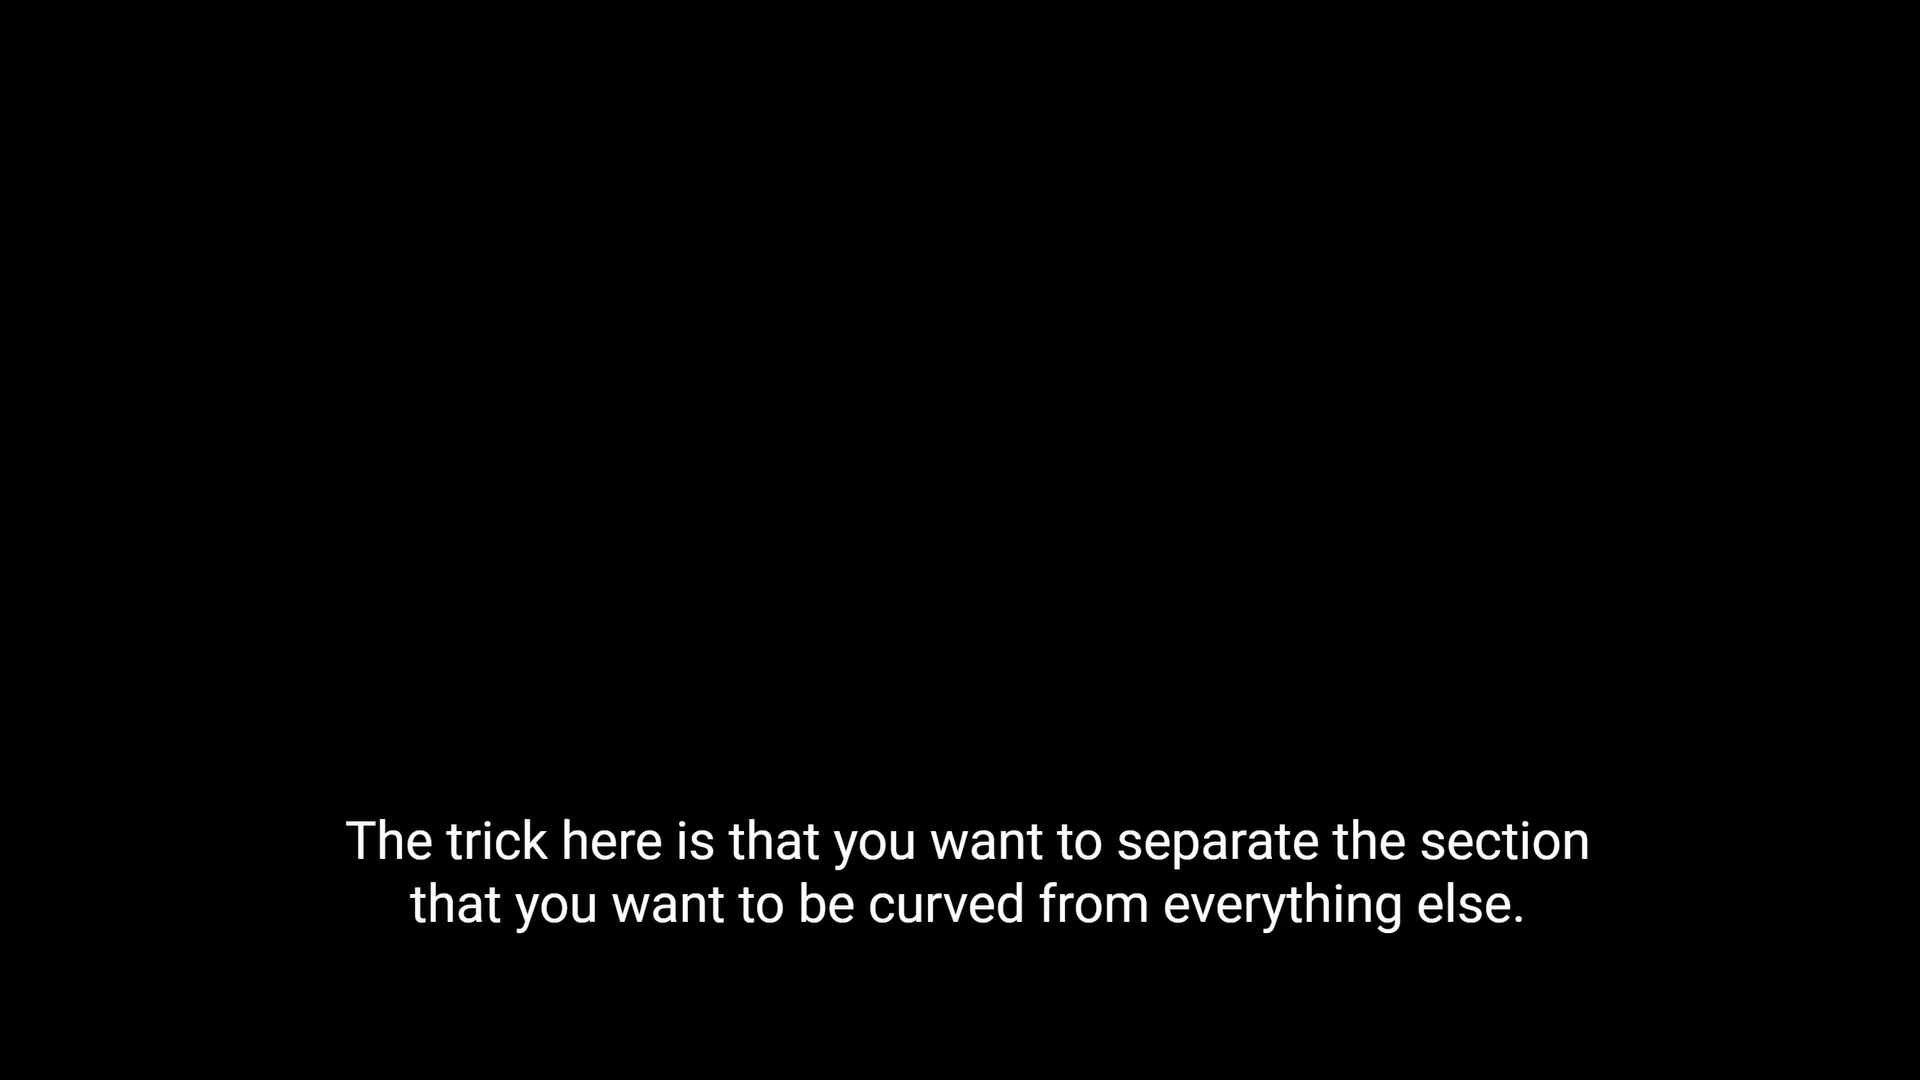 The trick here is that you want to separate the section
that you want to be curved from everything else.